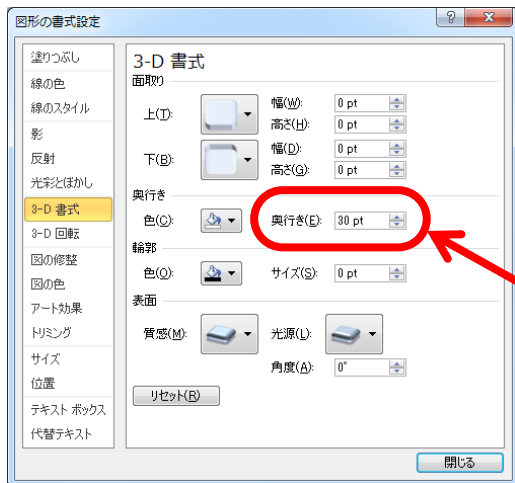 図形の書式設定
塗りつぶし
線の色
線のスタイル
影
反射
光彩とぼかし
3-D 書式
3-D 回転
図の修整
図の色
アート効果
トリミング
サイズ
位置
テキスト ボックス
代替テキスト
3-D 書式
面取り
上(T):
幅(W): 0 pt
高さ(H): 0 pt
下(B):
幅(D): 0 pt
高さ(G): 0 pt
奥行き
色(C):
奥行き(E): 30 pt
輪郭
色(O):
サイズ(S): 0 pt
表面
質感(M):
光源(L):
角度(A): 0°
リセット(R)
閉じる